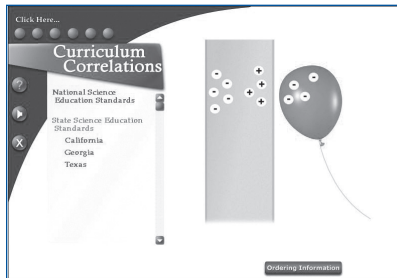 Click Here...
Curriculum
Correlations
?
X
National Science
Education Standards
State Science Education
Standards
California
Georgia
Texas
- + - - + - + - + -
- - - -
Ordering Information